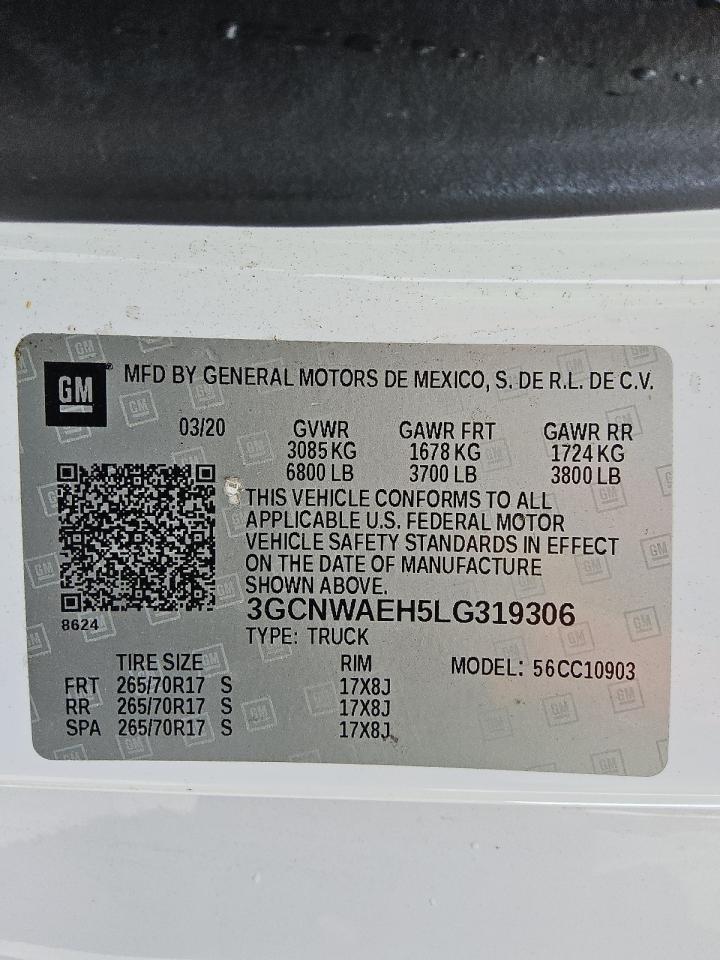 GM MFD BY GENERAL MOTORS DE MEXICO, S. DE R.L. DE C.V.
03/20 GVWR GAWR FRT GAWR RR
3085 KG 1678 KG 1724 KG
6800 LB 3700 LB 3800 LB
THIS VEHICLE CONFORMS TO ALL
APPLICABLE U.S. FEDERAL MOTOR
VEHICLE SAFETY STANDARDS IN EFFECT
ON THE DATE OF MANUFACTURE
SHOWN ABOVE.
3GCNWAEH5LG319306
8624
TYPE: TRUCK
TIRE SIZE RIM MODEL: 56CC10903
FRT 265/70R17 S 17X8J
RR 265/70R17 S 17X8J
SPA 265/70R17 S 17X8J